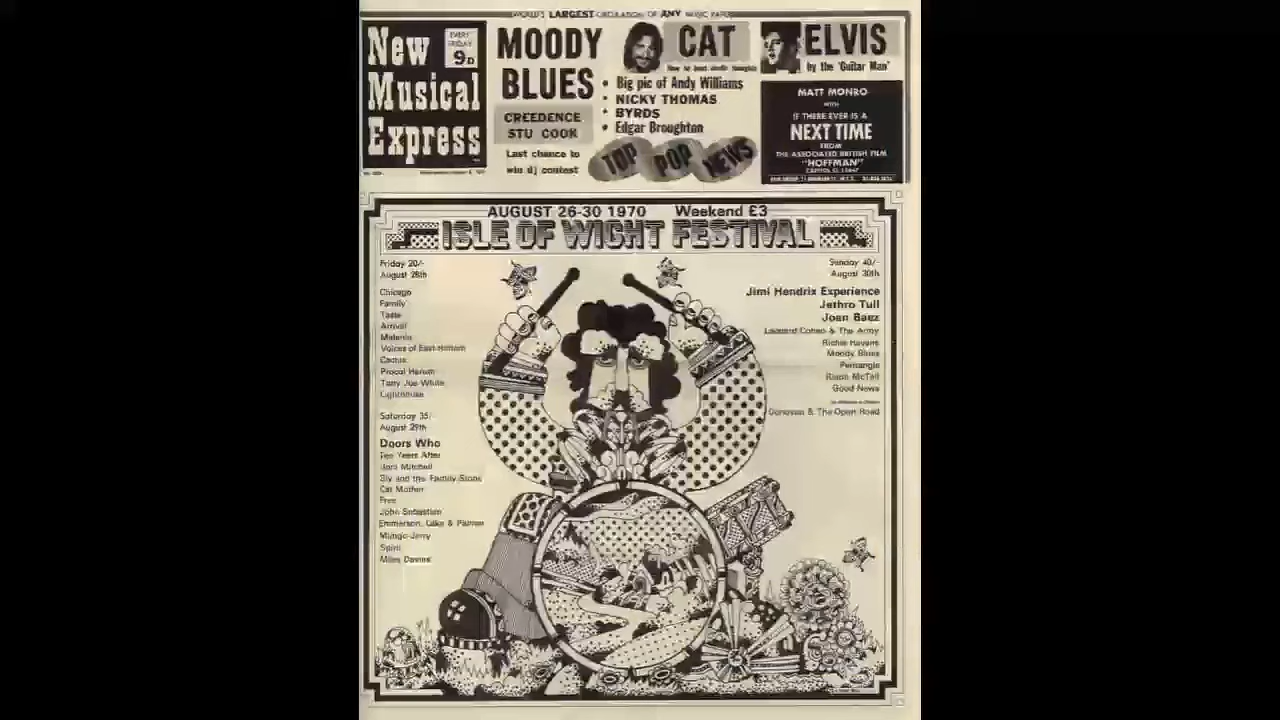 WORLD'S LARGEST CIRCULATION OF ANY MUSIC PAPER
New
Musical
Express
EVERY
FRIDAY
9D
MOODY
BLUES
CREEDENCE
STU COOK
Last chance to
win dj contest
CAT
ELVIS
by the 'Guitar Man'
• Big pic of Andy Williams
• NICKY THOMAS
• BYRDS
• Edgar Broughton
TOP POP NEWS
MATT MONRO
WITH
IF THERE EVER IS A
NEXT TIME
FROM
THE ASSOCIATED BRITISH FILM
"HOFFMAN"
AUGUST 26-30 1970 Weekend £3
ISLE OF WIGHT FESTIVAL
Friday 20/-
August 28th
Chicago
Family
Taste
Arrival
Melanie
Voices of East Harlem
Cactus
Procol Harum
Tony Joe White
Lighthouse
Saturday 35/-
August 29th
Doors Who
Ten Years After
Joni Mitchell
Sly and the Family Stone
Cat Mother
Free
John Sebastian
Emmerson, Lake & Palmer
Mungo Jerry
Spirit
Miles Davis
Sunday 40/-
August 30th
Jimi Hendrix Experience
Jethro Tull
Joan Baez
Leonard Cohen & The Army
Richie Havens
Moody Blues
Pentangle
Ralph McTell
Good News
Donovan & The Open Road